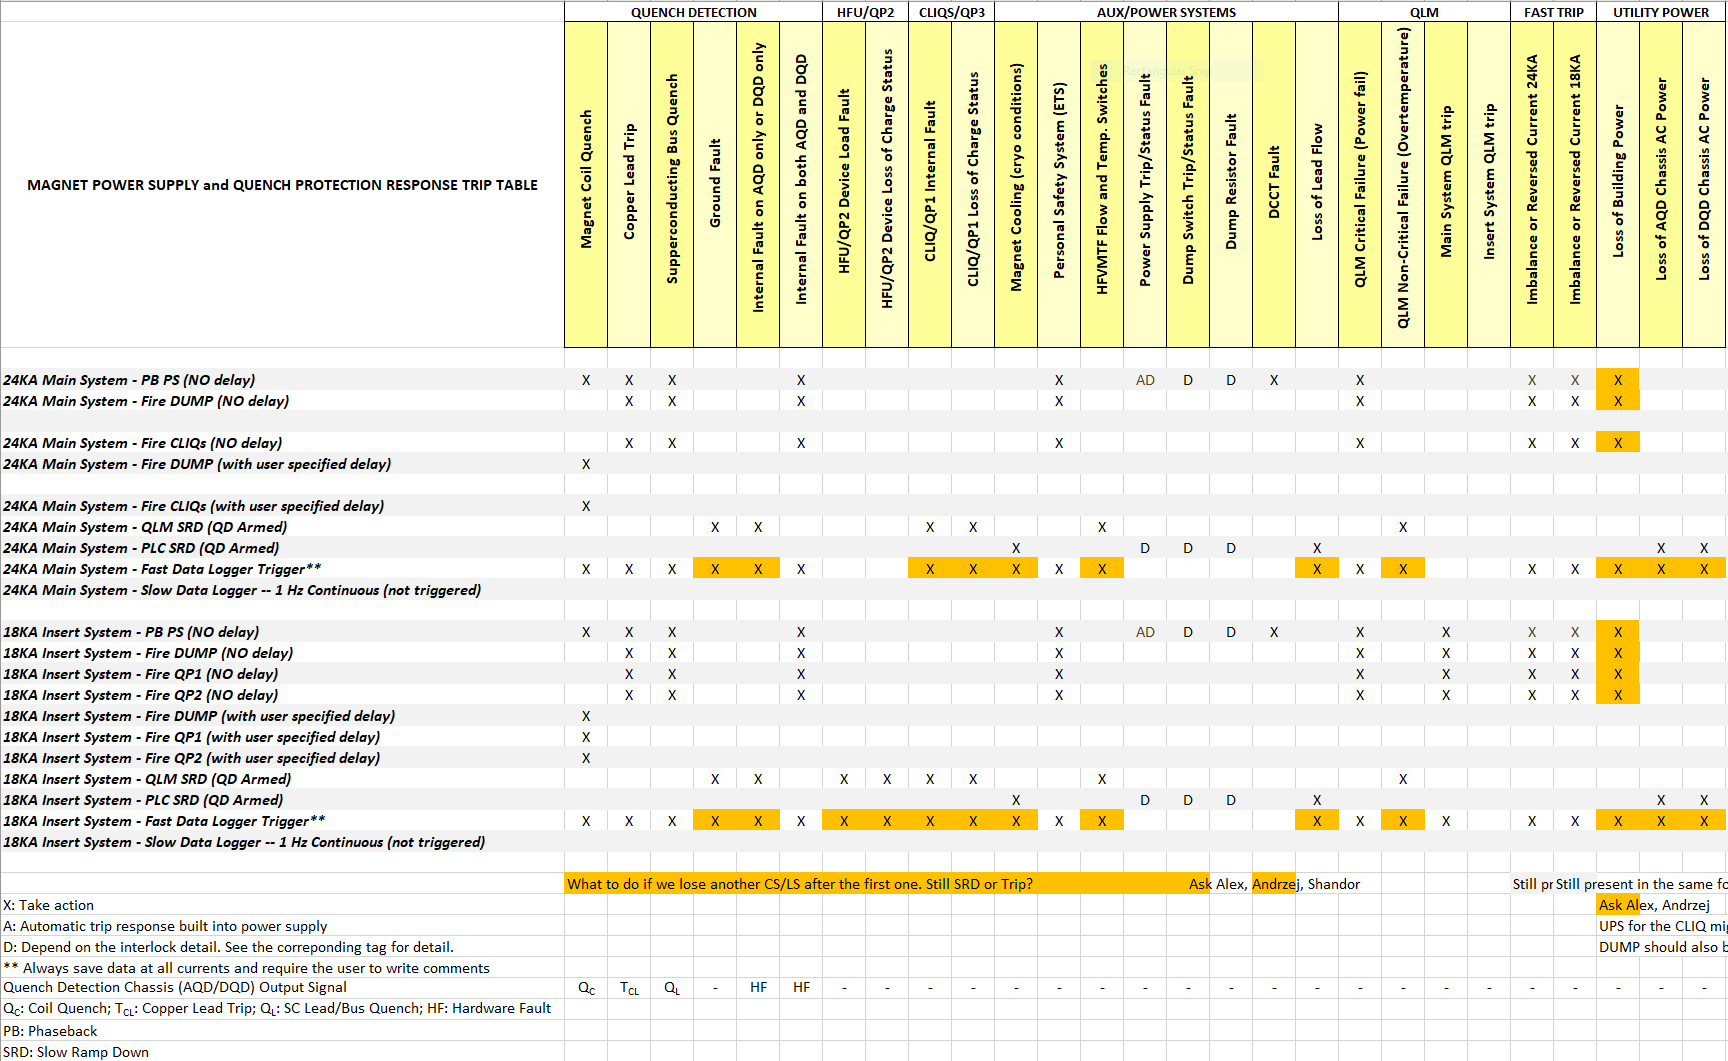 QUENCH DETECTION HFU/QP2 CLIQS/QP3 AUX/POWER SYSTEMS QLM FAST TRIP UTILITY POWER
MAGNET POWER SUPPLY and QUENCH PROTECTION RESPONSE TRIP TABLE
Magnet Coil Quench
Copper Lead Trip
Supperconducting Bus Quench
Ground Fault
Internal Fault on AQD only or DQD only
Internal Fault on both AQD and DQD
HFU/QP2 Device Load Fault
HFU/QP2 Device Loss of Charge Status
CLIQ/QP1 Internal Fault
CLIQ/QP1 Loss of Charge Status
Magnet Cooling (cryo conditions)
Personal Safety System (ETS)
HFVMTF Flow and Temp. Switches
Power Supply Trip/Status Fault
Dump Switch Trip/Status Fault
Dump Resistor Fault
DCCT Fault
Loss of Lead Flow
QLM Critical Failure (Power fail)
QLM Non-Critical Failure (Overtemperature)
Main System QLM trip
Insert System QLM trip
Imbalance or Reversed Current 24KA
Imbalance or Reversed Current 18KA
Loss of Building Power
Loss of AQD Chassis AC Power
Loss of DQD Chassis AC Power
24KA Main System - PB PS (NO delay) X X X X X AD D D X X X X X
24KA Main System - Fire DUMP (NO delay) X X X X X X X X
24KA Main System - Fire CLIQs (NO delay) X X X X X X X X
24KA Main System - Fire DUMP (with user specified delay) X
24KA Main System - Fire CLIQs (with user specified delay) X
24KA Main System - QLM SRD (QD Armed) X X X X X X
24KA Main System - PLC SRD (QD Armed) X D D D X X X
24KA Main System - Fast Data Logger Trigger** X X X X X X X X X X X X X X X X X X X
24KA Main System - Slow Data Logger -- 1 Hz Continuous (not triggered)
18KA Insert System - PB PS (NO delay) X X X X X AD D D X X X X X X
18KA Insert System - Fire DUMP (NO delay) X X X X X X X X X
18KA Insert System - Fire QP1 (NO delay) X X X X X X X X X
18KA Insert System - Fire QP2 (NO delay) X X X X X X X X X
18KA Insert System - Fire DUMP (with user specified delay) X
18KA Insert System - Fire QP1 (with user specified delay) X
18KA Insert System - Fire QP2 (with user specified delay) X
18KA Insert System - QLM SRD (QD Armed) X X X X X X X X
18KA Insert System - PLC SRD (QD Armed) X D D D X X X
18KA Insert System - Fast Data Logger Trigger** X X X X X X X X X X X X X X X X X X X X X X
18KA Insert System - Slow Data Logger -- 1 Hz Continuous (not triggered)
What to do if we lose another CS/LS after the first one. Still SRD or Trip? Ask Alex, Andrzej, Shandor Still pr Still present in the same fo
X: Take action Ask Alex, Andrzej
A: Automatic trip response built into power supply UPS for the CLIQ mig
D: Depend on the interlock detail. See the correponding tag for detail. DUMP should also b
** Always save data at all currents and require the user to write comments
Quench Detection Chassis (AQD/DQD) Output Signal QC TCL QL - HF HF - - - - - - - - - - - - - - - - - - - - -
QC: Coil Quench; TCL: Copper Lead Trip; QL: SC Lead/Bus Quench; HF: Hardware Fault
PB: Phaseback
SRD: Slow Ramp Down